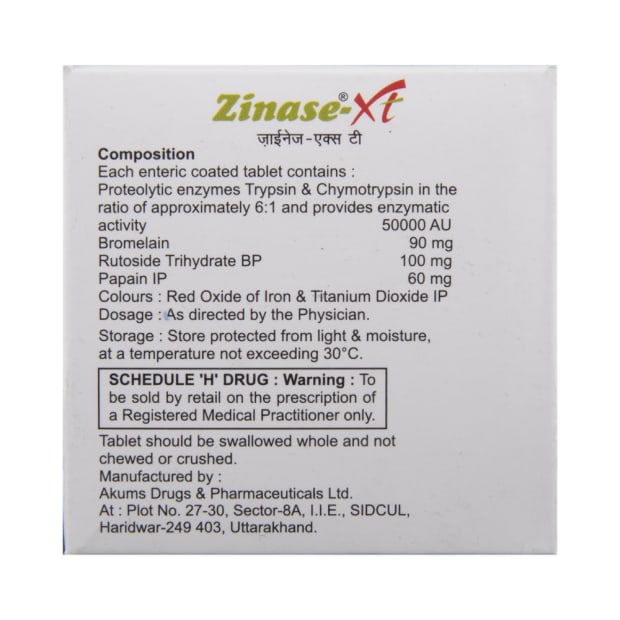 Zinase®-Xt
ज़ाईनेज-एक्स टी
Composition
Each enteric coated tablet contains :
Proteolytic enzymes Trypsin & Chymotrypsin in the
ratio of approximately 6:1 and provides enzymatic
activity 50000 AU
Bromelain 90 mg
Rutoside Trihydrate BP 100 mg
Papain IP 60 mg
Colours : Red Oxide of Iron & Titanium Dioxide IP
Dosage : As directed by the Physician.
Storage : Store protected from light & moisture,
at a temperature not exceeding 30°C.
SCHEDULE 'H' DRUG : Warning : To
be sold by retail on the prescription of
a Registered Medical Practitioner only.
Tablet should be swallowed whole and not
chewed or crushed.
Manufactured by :
Akums Drugs & Pharmaceuticals Ltd.
At : Plot No. 27-30, Sector-8A, I.I.E., SIDCUL,
Haridwar-249 403, Uttarakhand.